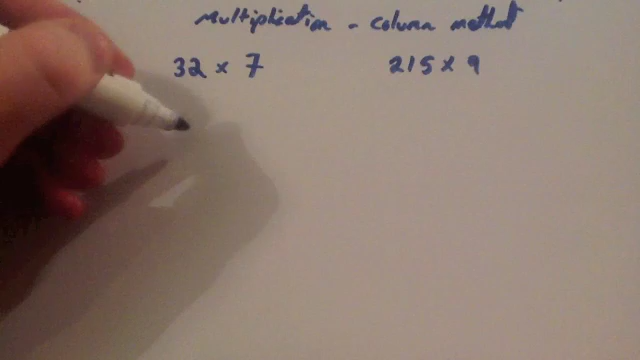 Multiplication - column method
32 x 7 215 x 9